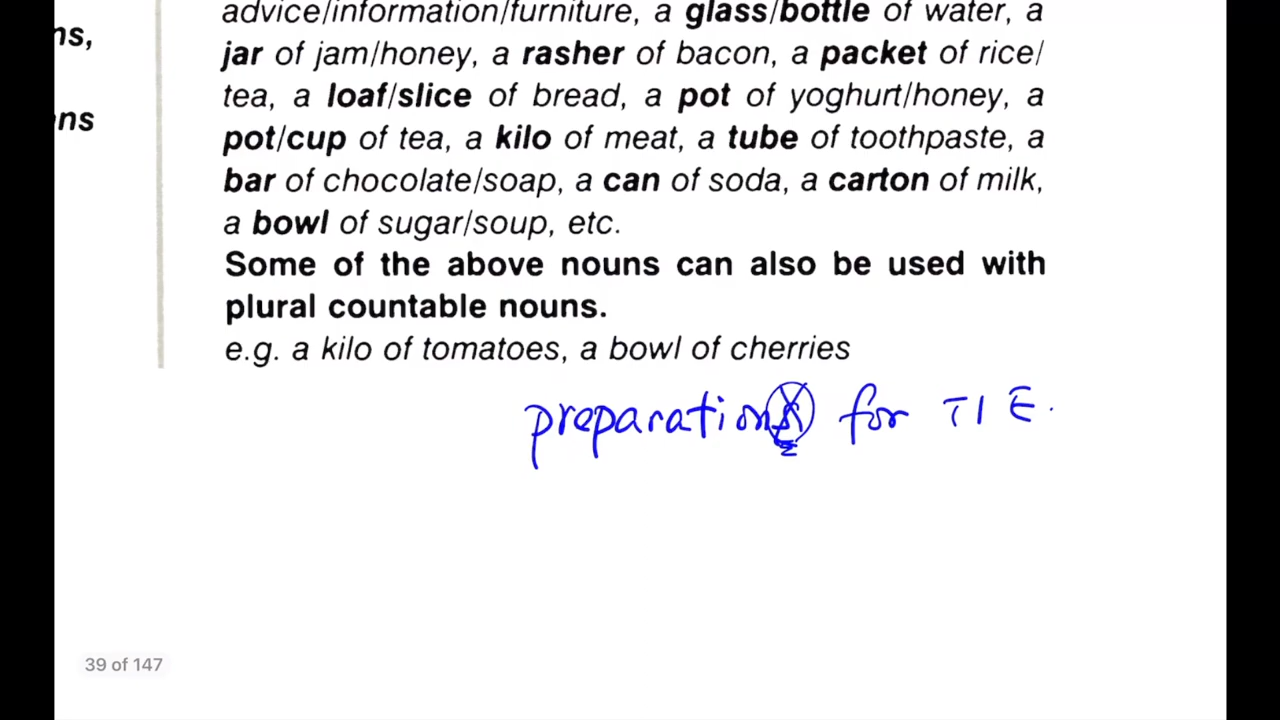 ns,
ns
advice/information/furniture, a glass/bottle of water, a
jar of jam/honey, a rasher of bacon, a packet of rice/
tea, a loaf/slice of bread, a pot of yoghurt/honey, a
pot/cup of tea, a kilo of meat, a tube of toothpaste, a
bar of chocolate/soap, a can of soda, a carton of milk,
a bowl of sugar/soup, etc.
Some of the above nouns can also be used with
plural countable nouns.
e.g. a kilo of tomatoes, a bowl of cherries
preparations for TIE.
39 of 147